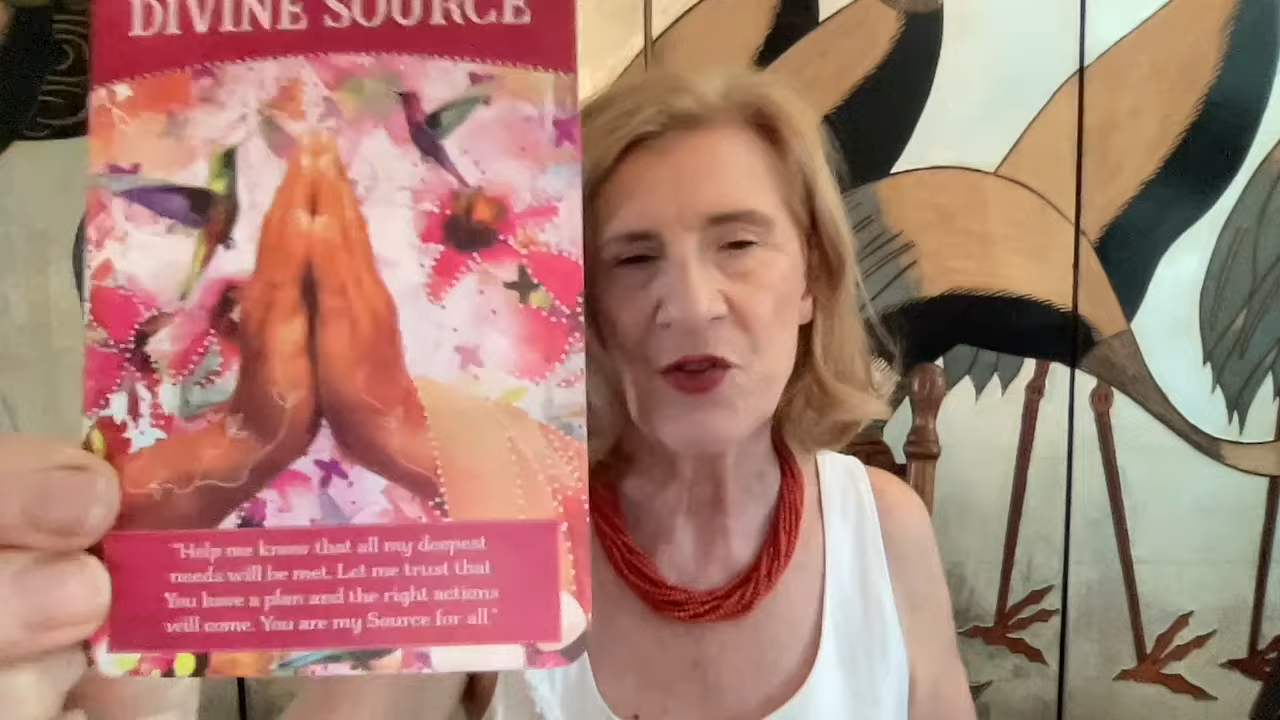 DIVINE SOURCE
"Help me know that all my deepest
needs will be met. Let me trust that
You have a plan and the right actions
will come. You are my Source for all."